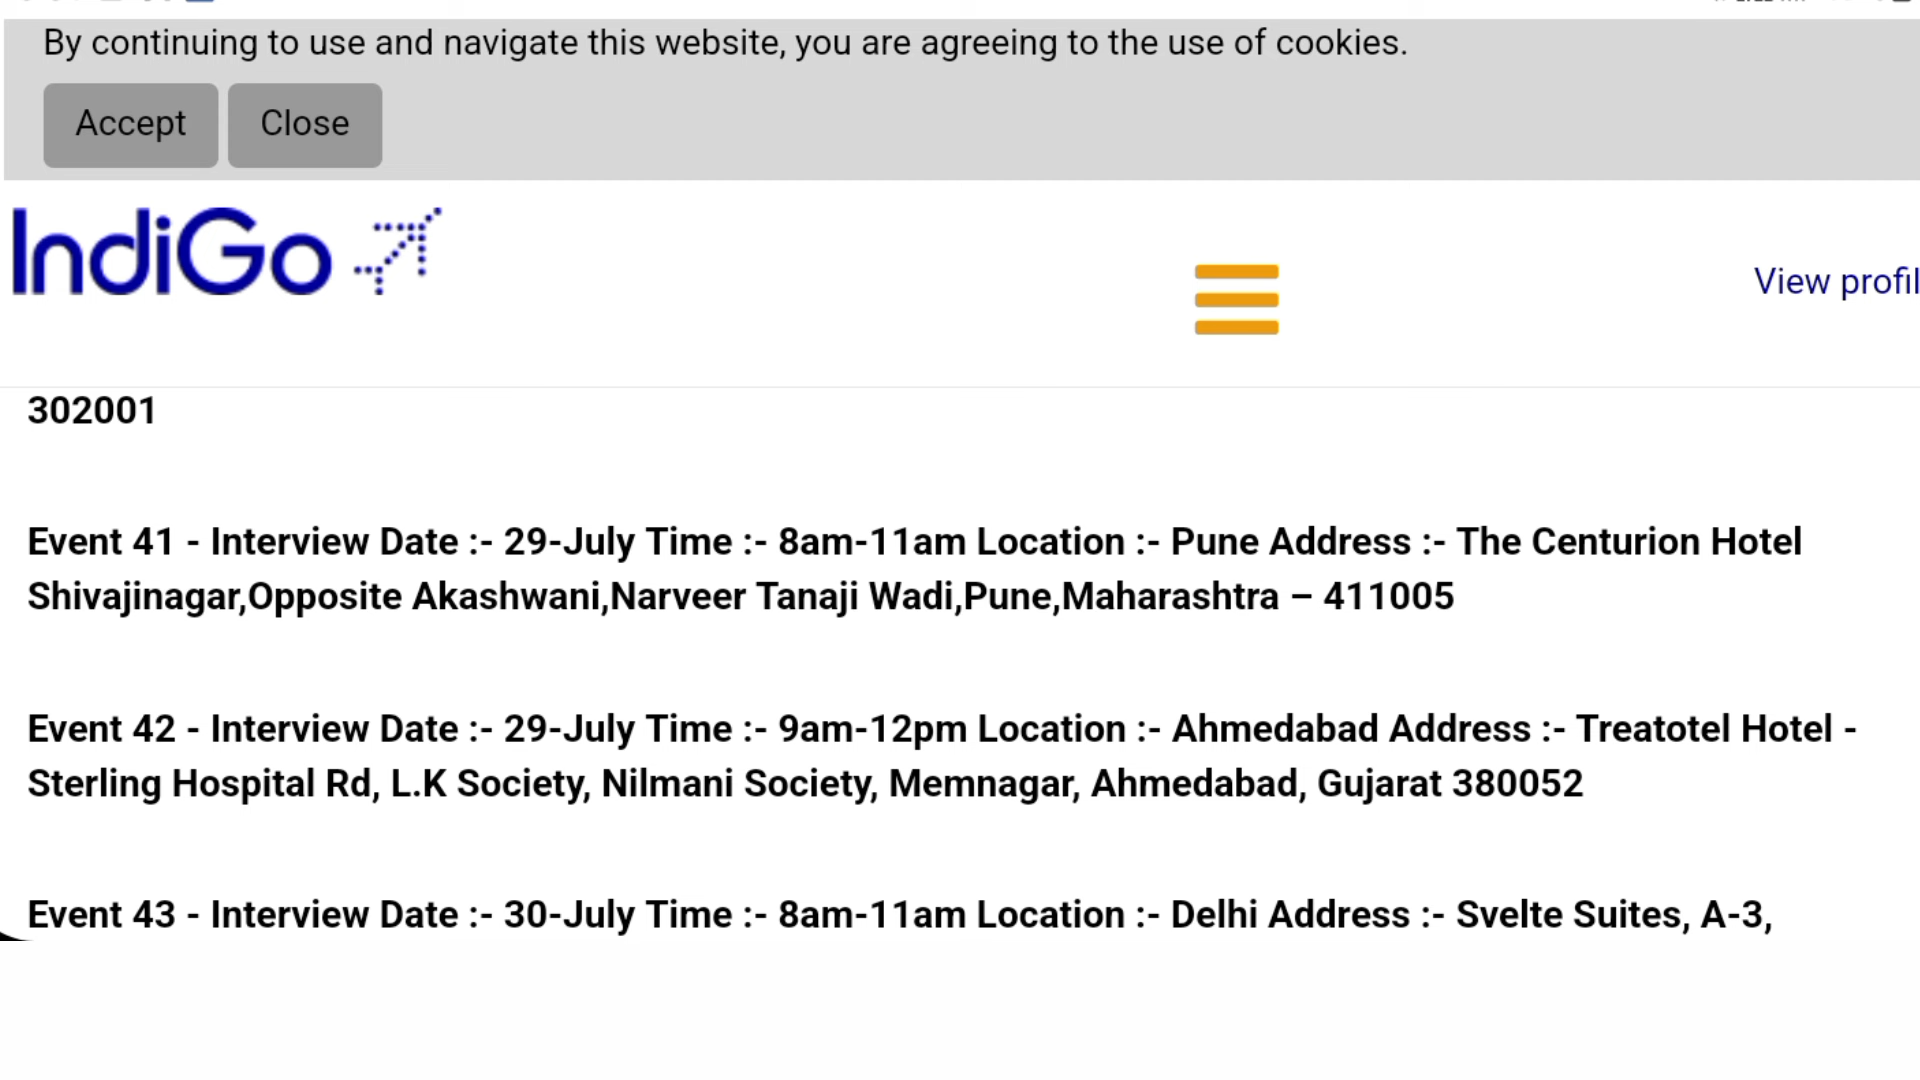 By continuing to use and navigate this website, you are agreeing to the use of cookies.
Accept Close
IndiGo
View profil
302001
Event 41 - Interview Date :- 29-July Time :- 8am-11am Location :- Pune Address :- The Centurion Hotel
Shivajinagar,Opposite Akashwani,Narveer Tanaji Wadi,Pune,Maharashtra – 411005
Event 42 - Interview Date :- 29-July Time :- 9am-12pm Location :- Ahmedabad Address :- Treatotel Hotel -
Sterling Hospital Rd, L.K Society, Nilmani Society, Memnagar, Ahmedabad, Gujarat 380052
Event 43 - Interview Date :- 30-July Time :- 8am-11am Location :- Delhi Address :- Svelte Suites, A-3,